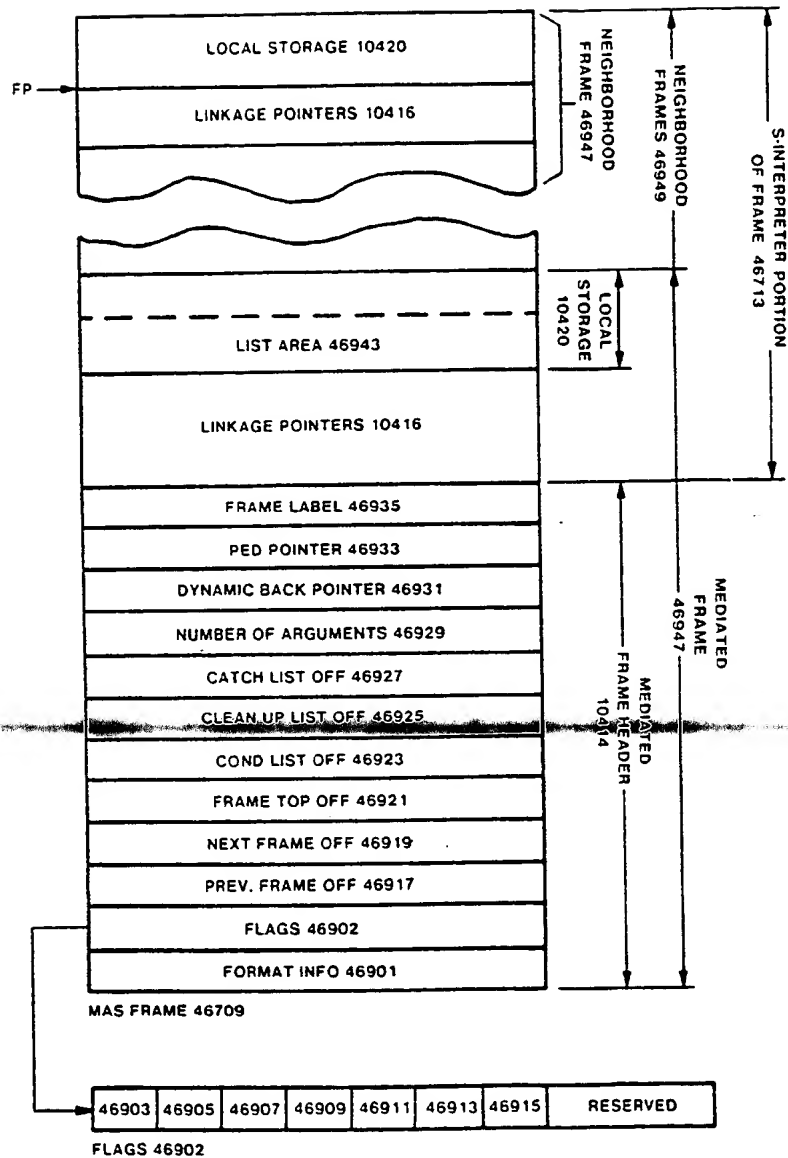 LOCAL STORAGE 10420
FP
LINKAGE POINTERS 10416
NEIGHBORHOOD
FRAME 46947
NEIGHBORHOOD
FRAMES 46949
S-INTERPRETER PORTION
OF FRAME 46713
LIST AREA 46943
LOCAL
STORAGE
10420
LINKAGE POINTERS 10416
FRAME LABEL 46935
PED POINTER 46933
DYNAMIC BACK POINTER 46931
NUMBER OF ARGUMENTS 46929
CATCH LIST OFF 46927
CLEAN UP LIST OFF 46925
COND LIST OFF 46923
FRAME TOP OFF 46921
NEXT FRAME OFF 46919
PREV. FRAME OFF 46917
FLAGS 46902
FORMAT INFO 46901
MEDIATED
FRAME
46947
MEDIATED
FRAME HEADER
10414
MAS FRAME 46709
46903 46905 46907 46909 46911 46913 46915 RESERVED
FLAGS 46902